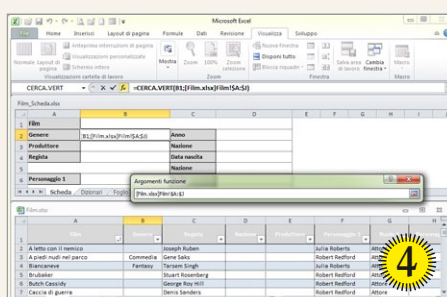 Microsoft Excel
File Home Inserisci Layout di pagina Formule Dati Revisione Visualizza Sviluppo
Normale Layout di pagina
Anteprima interruzioni di pagina
Visualizzazioni personalizzate
Schermo intero
Visualizzazioni cartella di lavoro
Mostra Zoom 100% Zoom selezione
Zoom
Nuova finestra
Disponi tutto
Blocca riquadri
Salva area di lavoro Cambia finestra
Finestra
Macro
Macro
CERCA.VERT =CERCA.VERT(B1;[Film.xlsx]Film!$A:$J)
Film_Scheda.xlsx
A B C D
1 Film
2 Genere 'B1;[Film.xlsx]Film!$A:$J) Anno
3 Produttore Nazione
4 Regista Data nascita
5 Nazione
6 Personaggio 1
Scheda Opzionari Foglio
Argomenti funzione
[Film.xlsx]Film!$A:$J
Film.xlsx
A B C D E F G H
1 Film Genere Regista Nazione Produttore Personaggio 1
2 A letto con il nemico Joseph Ruben Julia Roberts Attore
3 A piedi nudi nel parco Commedia Gene Saks Robert Redford Attore
4 Biancaneve Fantasy Tarsem Singh Julia Roberts
5 Brubaker Stuart Rosenberg Robert Redford
6 Butch Cassidy George Roy Hill Robert Redford
7 Caccia di guerra Denis Sanders Robert Redford Attore
4